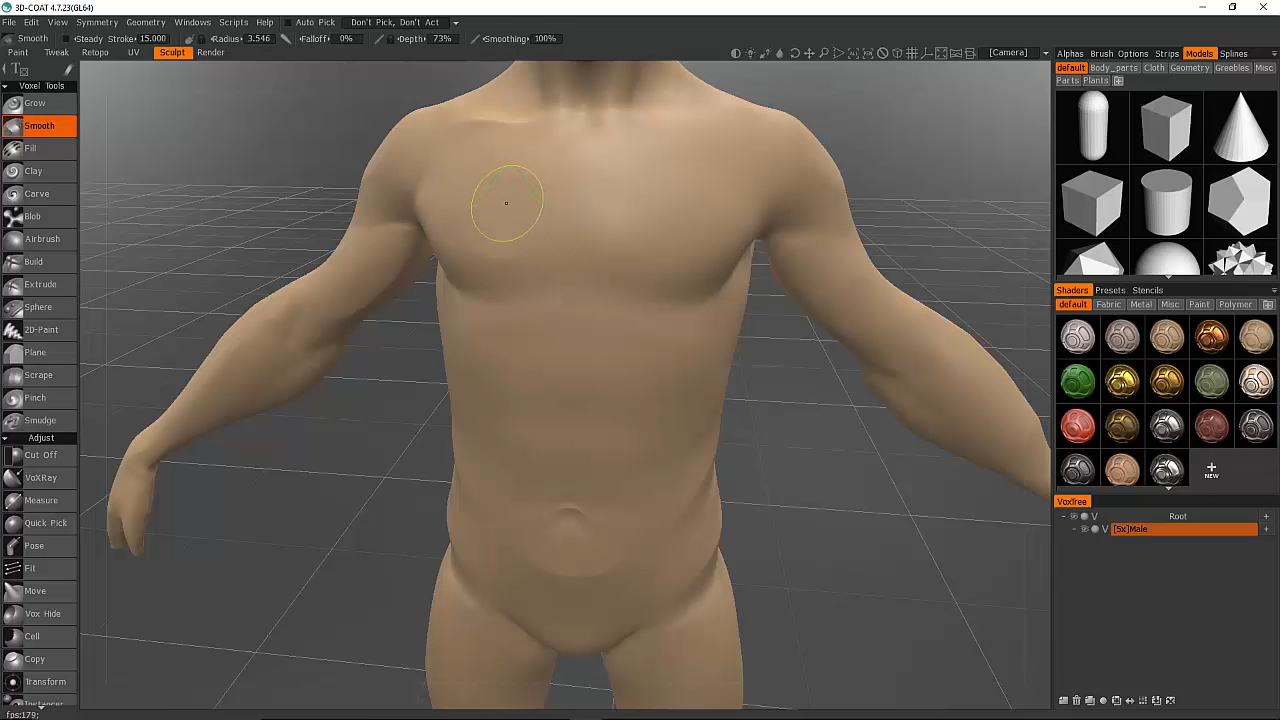 3D-COAT 4.7.23(GL64)
File Edit View Symmetry Geometry Windows Scripts Help Auto Pick Don't Pick, Don't Act
Smooth Steady Stroke 15.000 Radius 3.546 Falloff 0% Depth 73% Smoothing 100%
Paint Tweak Retopo UV Sculpt Render [Camera]
Alphas Brush Options Strips Models Splines
default Body_parts Cloth Geometry Greebles Misc
Parts Plants
Voxel Tools
Grow
Smooth
Fill
Clay
Carve
Blob
Airbrush
Build
Extrude
Sphere
2D-Paint
Plane
Scrape
Pinch
Smudge
Adjust
Cut Off
VoXRay
Measure
Quick Pick
Pose
Fit
Move
Vox Hide
Cell
Copy
Transform
Shaders Presets Stencils
default Fabric Metal Misc Paint Polymer
NEW
VoxTree
V Root +
V [5x]Male +
fps:179;